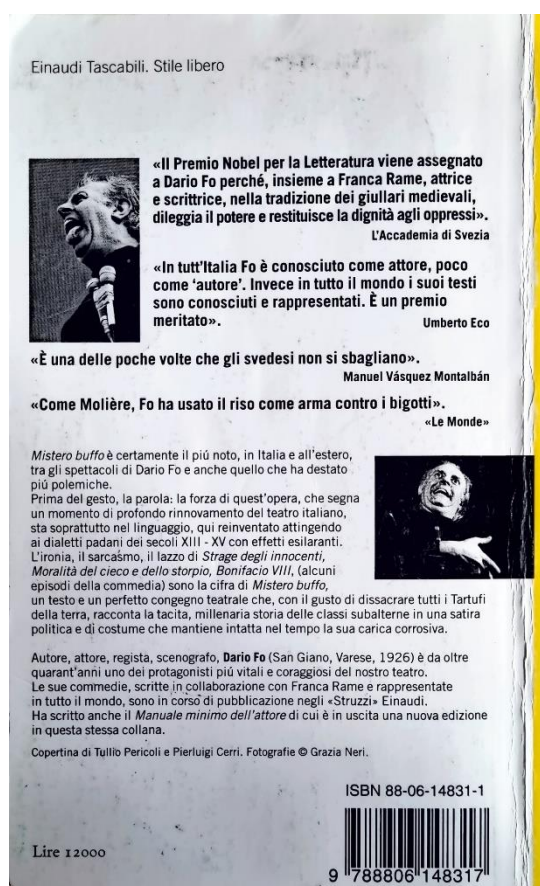 Einaudi Tascabili. Stile libero
«Il Premio Nobel per la Letteratura viene assegnato
a Dario Fo perché, insieme a Franca Rame, attrice
e scrittrice, nella tradizione dei giullari medievali,
dileggia il potere e restituisce la dignità agli oppressi».
L'Accademia di Svezia
«In tutt'Italia Fo è conosciuto come attore, poco
come 'autore'. Invece in tutto il mondo i suoi testi
sono conosciuti e rappresentati. È un premio
meritato».
Umberto Eco
«È una delle poche volte che gli svedesi non si sbagliano».
Manuel Vásquez Montalbán
«Come Molière, Fo ha usato il riso come arma contro i bigotti».
«Le Monde»
Mistero buffo è certamente il piú noto, in Italia e all'estero,
tra gli spettacoli di Dario Fo e anche quello che ha destato
piú polemiche.
Prima del gesto, la parola: la forza di quest'opera, che segna
un momento di profondo rinnovamento del teatro italiano,
sta soprattutto nel linguaggio, qui reinventato attingendo
ai dialetti padani dei secoli XIII - XV con effetti esilaranti.
L'ironia, il sarcasmo, il lazzo di Strage degli innocenti,
Moralità del cieco e dello storpio, Bonifacio VIII, (alcuni
episodi della commedia) sono la cifra di Mistero buffo,
un testo e un perfetto congegno teatrale che, con il gusto di dissacrare tutti i Tartufi
della terra, racconta la tacita, millenaria storia delle classi subalterne in una satira
politica e di costume che mantiene intatta nel tempo la sua carica corrosiva.
Autore, attore, regista, scenografo, Dario Fo (San Giano, Varese, 1926) è da oltre
quarant'anni uno dei protagonisti piú vitali e coraggiosi del nostro teatro.
Le sue commedie, scritte in collaborazione con Franca Rame e rappresentate
in tutto il mondo, sono in corso di pubblicazione negli «Struzzi» Einaudi.
Ha scritto anche il Manuale minimo dell'attore di cui è in uscita una nuova edizione
in questa stessa collana.
Copertina di Tullio Pericoli e Pierluigi Cerri. Fotografie © Grazia Neri.
ISBN 88-06-14831-1
Lire 12000
9 788806 148317